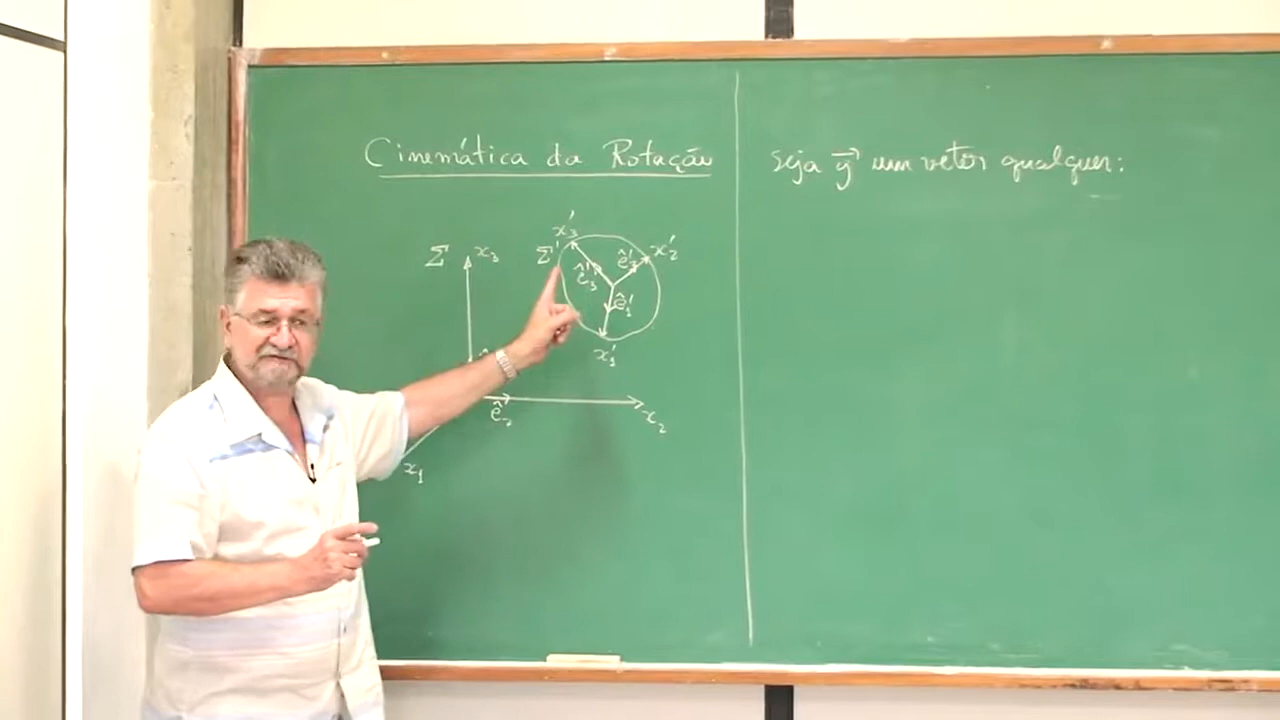 Cinemática da Rotação
seja y⃗ um vetor qualquer:
Σ x₃
Σ' x₃' x₂'
ê₃' ê₂'
ê₁'
x₁'
ê₂ x₂
x₁